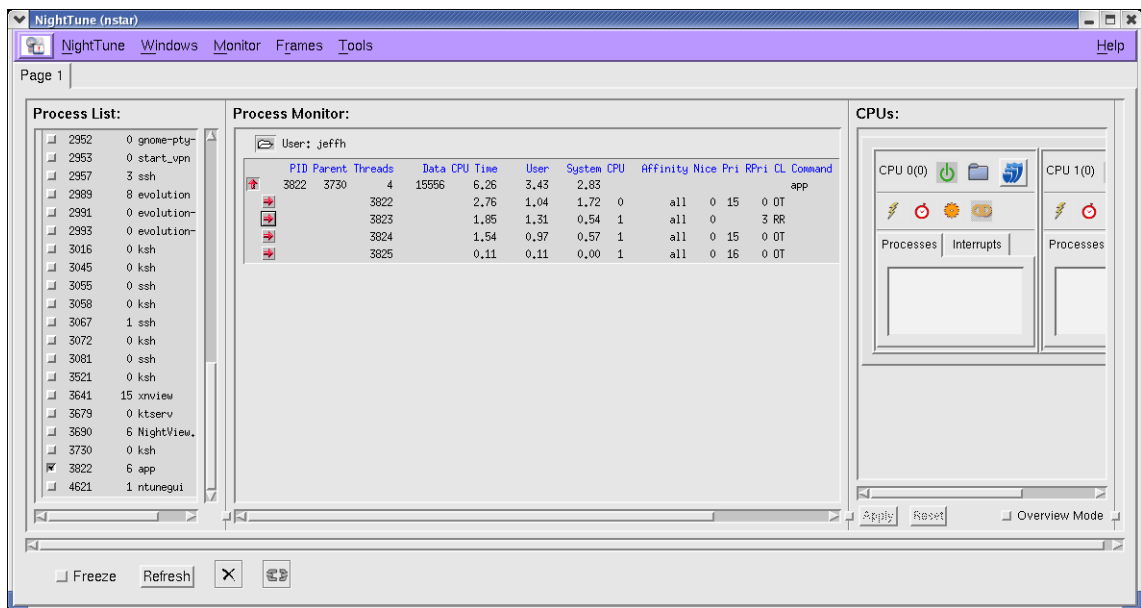 NightTune (nstar)
NightTune Windows Monitor Frames Tools Help
Page 1
Process List:
2952 0 gnome-pty-
2953 0 start_vpn
2957 3 ssh
2989 8 evolution
2991 0 evolution-
2993 0 evolution-
3016 0 ksh
3045 0 ksh
3055 0 ssh
3058 0 ksh
3067 1 ssh
3072 0 ksh
3081 0 ssh
3521 0 ksh
3641 15 xnview
3679 0 ktserv
3690 6 NightView.
3730 0 ksh
3822 6 app
4621 1 ntunegui
Process Monitor:
User: jeffh
PID Parent Threads Data CPU Time User System CPU Affinity Nice Pri RPri CL Command
3822 3730 4 15556 6.26 3.43 2.83 app
3822 2.76 1.04 1.72 0 all 0 15 0 OT
3823 1.85 1.31 0.54 1 all 0 3 RR
3824 1.54 0.97 0.57 1 all 0 15 0 OT
3825 0.11 0.11 0.00 1 all 0 16 0 OT
CPUs:
CPU 0(0)
CPU 1(0)
Processes Interrupts
Processes
Apply Reset Overview Mode
Freeze Refresh